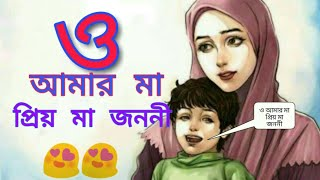 ও
আমার মা
প্রিয় মা জননী
ও আমার মা
প্রিয় মা
জননী